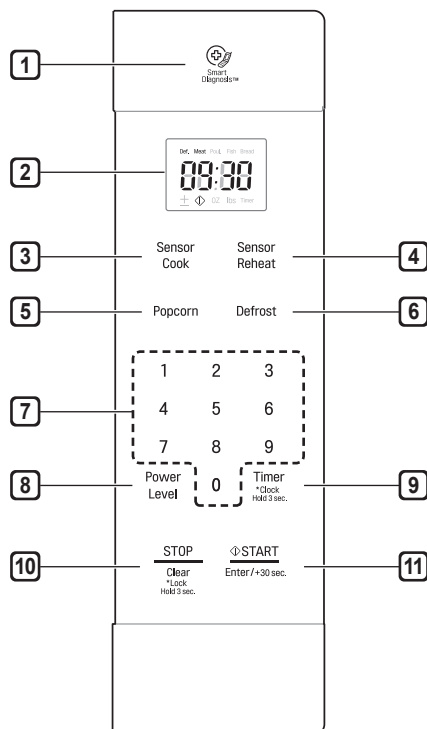 1
Smart
Diagnosis™
Def. Meat Poul. Fish Bread
2
09:30
OZ lbs Timer
3
Sensor
Cook
Sensor
Reheat
4
5
Popcorn
Defrost
6
1 2 3
7
4 5 6
7 8 9
8
Power
Level
0
Timer
*Clock
Hold 3 sec.
9
10
STOP
Clear
*Lock
Hold 3 sec.
START
Enter/+30 sec.
11